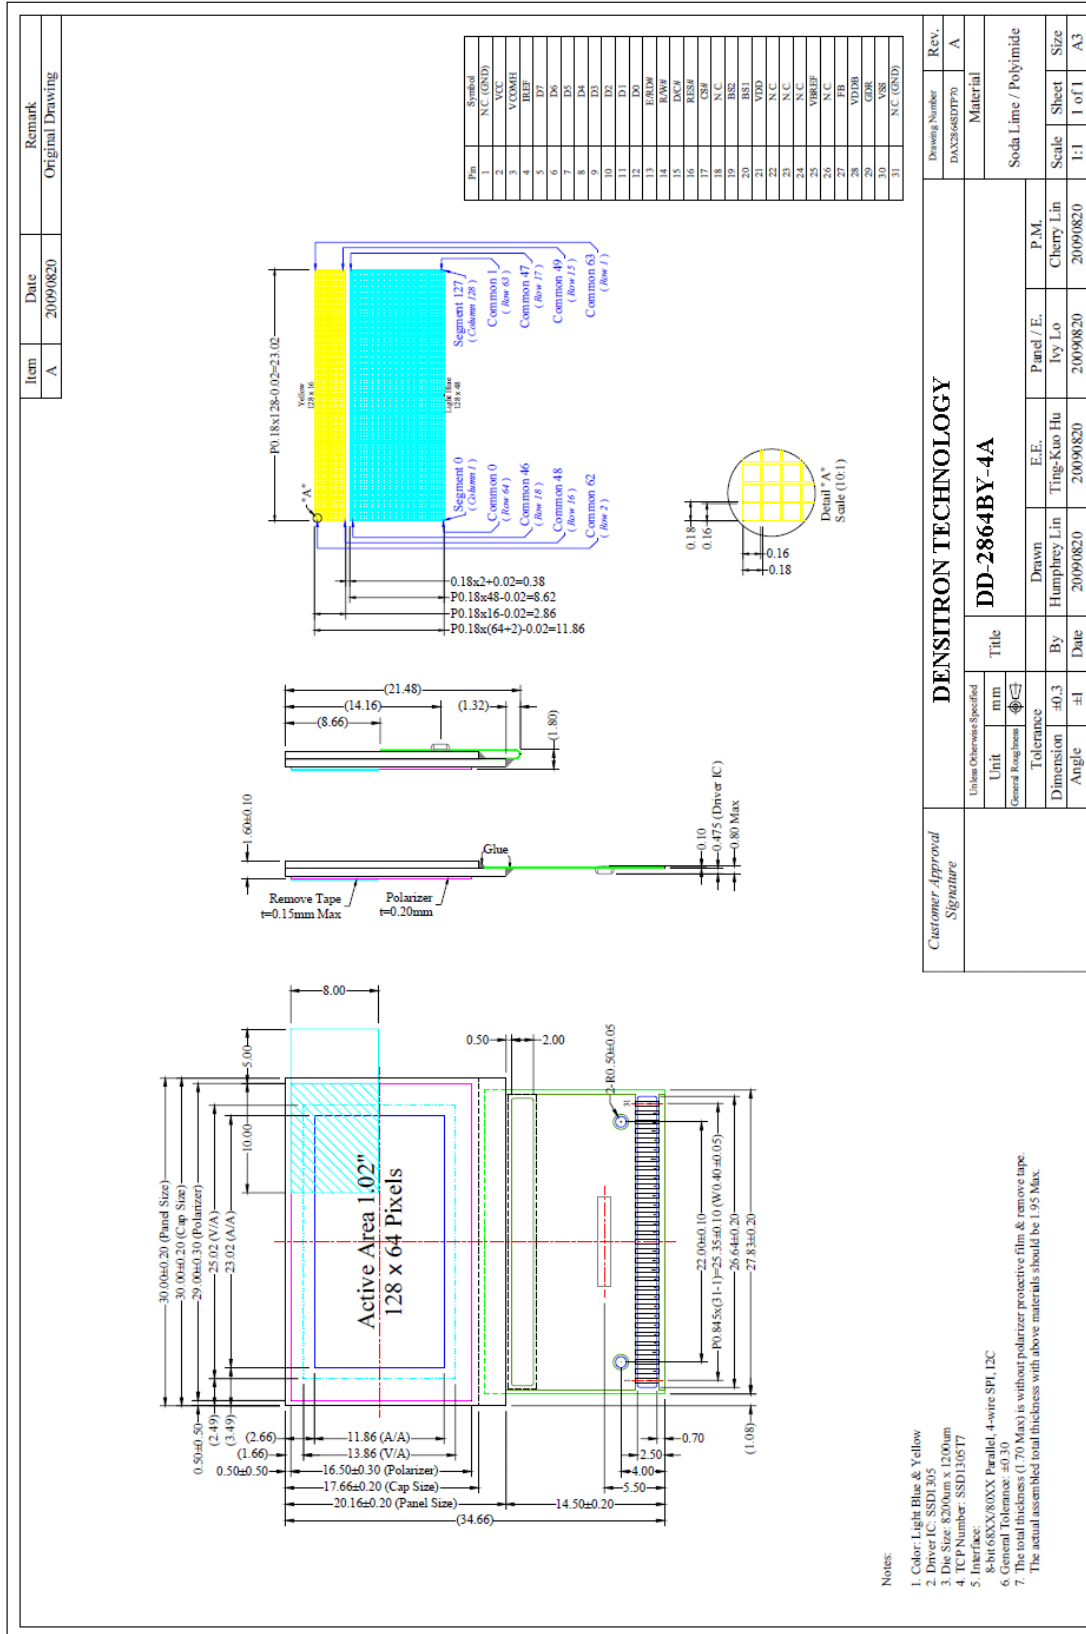 Item Date Remark
A 20090820 Original Drawing
30.00±0.20 (Panel Size)
30.00±0.20 (Cap Size)
29.00±0.30 (Polarizer)
25.02 (V/A)
23.02 (A/A)
10.00
5.00
8.00
0.50±0.50
(2.49)
(3.49)
(2.66)
(1.66)
0.50±0.50
11.86 (A/A)
13.86 (V/A)
16.50±0.30 (Polarizer)
17.66±0.20 (Cap Size)
20.16±0.20 (Panel Size)
14.50±0.20
(34.66)
Active Area 1.02"
128 x 64 Pixels
0.50
2.00
2-R0.50±0.05
31
22.00±0.10
P0.845x(31-1)=25.35±0.10 (W0.40±0.05)
26.64±0.20
27.83±0.20
0.70
2.50
4.00
5.50
(1.08)
1.60±0.10
Remove Tape
t=0.15mm Max
Polarizer
t=0.20mm
Glue
0.10
0.475 (Driver IC)
0.80 Max
(21.48)
(14.16)
(8.66)
(1.32)
(1.80)
P0.18x128-0.02=23.02
"A"
Yellow
128 x 16
Light Blue
128 x 48
0.18x2+0.02=0.38
P0.18x48-0.02=8.62
P0.18x16-0.02=2.86
P0.18x(64+2)-0.02=11.86
Segment 0
( Column 1 )
Common 0
( Row 64 )
Common 46
( Row 18 )
Common 48
( Row 16 )
Common 62
( Row 2 )
Segment 127
( Column 128 )
Common 1
( Row 63 )
Common 47
( Row 17 )
Common 49
( Row 15 )
Common 63
( Row 1 )
0.18
0.16
0.16
0.18
Detail "A"
Scale (10:1)
Pin Symbol
1 N.C. (GND)
2 VCC
3 VCOMH
4 IREF
5 D7
6 D6
7 D5
8 D4
9 D3
10 D2
11 D1
12 D0
13 E/RD#
14 R/W#
15 D/C#
16 RES#
17 CS#
18 N.C.
19 BS2
20 BS1
21 VDD
22 N.C.
23 N.C.
24 N.C.
25 VBREF
26 N.C.
27 FB
28 VDDB
29 GDR
30 VSS
31 N.C. (GND)
Notes:
1. Color: Light Blue & Yellow
2. Driver IC: SSD1305
3. Die Size: 8200um x 1200um
4. TCP Number: SSD1305T7
5. Interface:
8-bit 68XX/80XX Parallel, 4-wire SPI, I2C
6. General Tolerance: ±0.30
7. The total thickness (1.70 Max) is without polarizer protective film & remove tape.
The actual assembled total thickness with above materials should be 1.95 Max.
Customer Approval
Signature
DENSITRON TECHNOLOGY
Drawing Number Rev.
DAX2864SDTP70 A
Unless Otherwise Specified
Unit mm
General Roughness
Title
DD-2864BY-4A
Material
Soda Lime / Polyimide
Tolerance
Dimension ±0.3
Angle ±1
Drawn E.E. Panel / E. P.M. Scale Sheet Size
By Humphrey Lin Ting-Kuo Hu Ivy Lo Cherry Lin
Date 20090820 20090820 20090820 20090820 1:1 1 of 1 A3